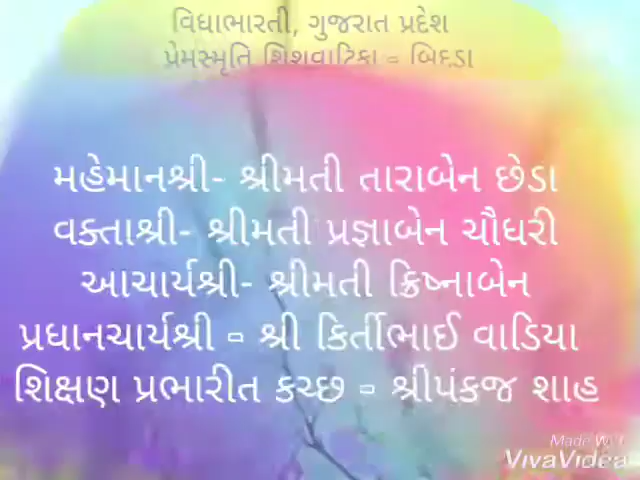 વિદ્યાભારતી, ગુજરાત પ્રદેશ
પ્રેમસ્મૃતિ શિશુવાટિકા - બિદડા
મહેમાનશ્રી- શ્રીમતી તારાબેન છેડા
વક્તાશ્રી- શ્રીમતી પ્રજ્ઞાબેન ચૌધરી
આચાર્યશ્રી- શ્રીમતી ક્રિષ્નાબેન
પ્રધાનચાર્યશ્રી - શ્રી કિર્તીભાઈ વાડિયા
શિક્ષણ પ્રભારીત કચ્છ - શ્રીપંકજ શાહ
Made With
VivaVideo